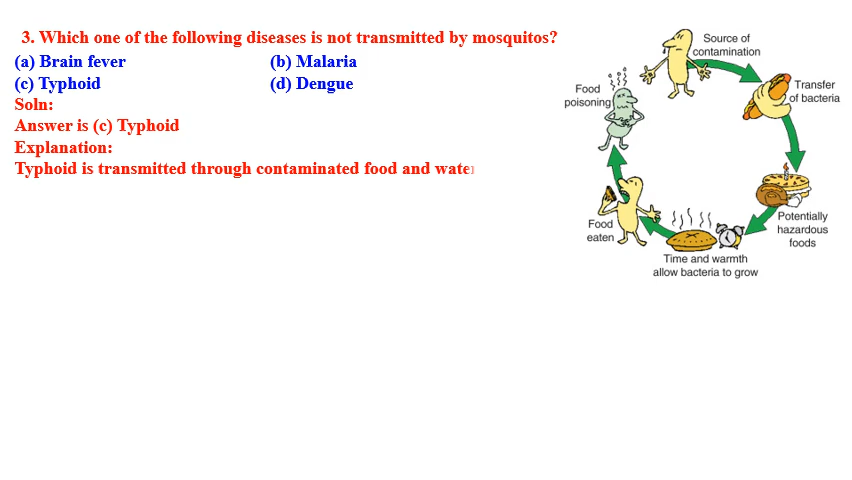 3. Which one of the following diseases is not transmitted by mosquitos?
(a) Brain fever (b) Malaria
(c) Typhoid (d) Dengue
Soln:
Answer is (c) Typhoid
Explanation:
Typhoid is transmitted through contaminated food and water
Source of
contamination
Transfer
of bacteria
Potentially
hazardous
foods
Time and warmth
allow bacteria to grow
Food
eaten
Food
poisoning